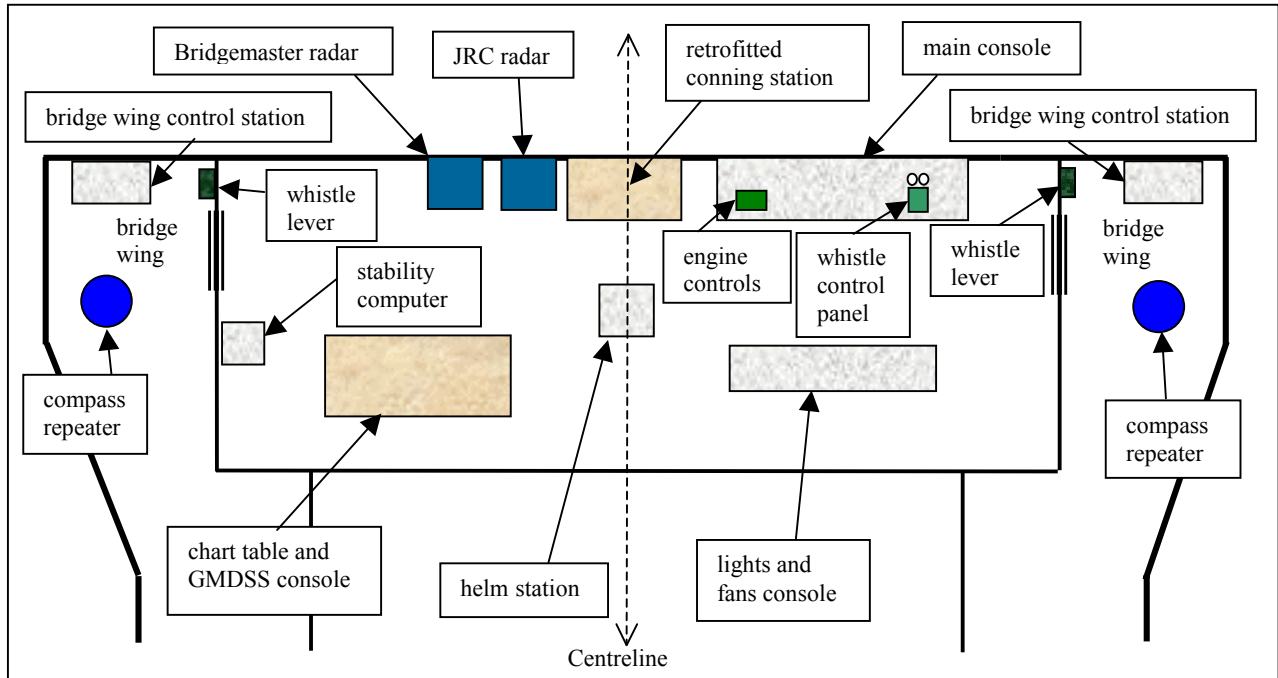 Bridgemaster radar
JRC radar
retrofitted
conning station
main console
bridge wing control station
bridge wing control station
whistle
lever
bridge
wing
stability
computer
engine
controls
whistle
control
panel
whistle
lever
bridge
wing
compass
repeater
compass
repeater
chart table and
GMDSS console
helm station
lights and
fans console
Centreline